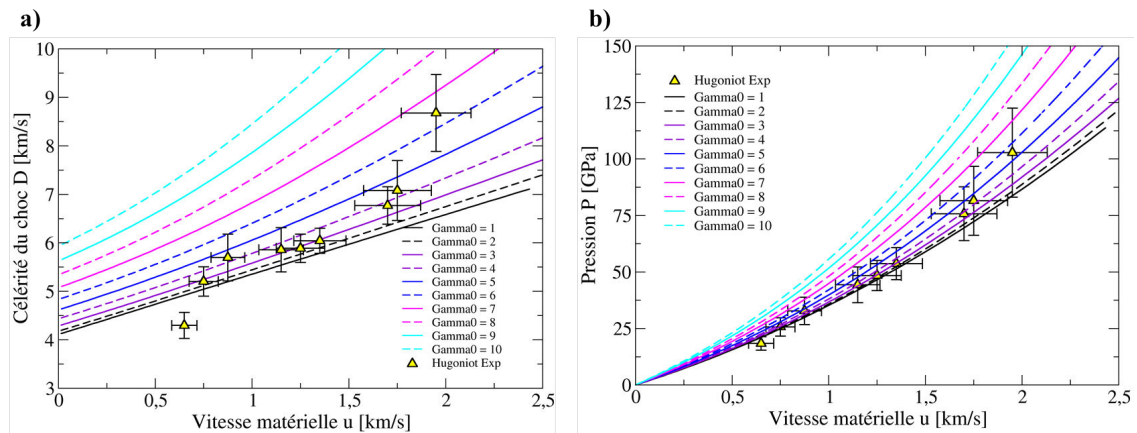 a)
Célérité du choc D [km/s]
10
9
8
7
6
5
4
3
0
0,5
1
1,5
2
2,5
Vitesse matérielle u [km/s]
Gamma0 = 1
Gamma0 = 2
Gamma0 = 3
Gamma0 = 4
Gamma0 = 5
Gamma0 = 6
Gamma0 = 7
Gamma0 = 8
Gamma0 = 9
Gamma0 = 10
Hugoniot Exp
b)
Pression P [GPa]
150
125
100
75
50
25
0
0
0,5
1
1,5
2
2,5
Vitesse matérielle u [km/s]
Hugoniot Exp
Gamma0 = 1
Gamma0 = 2
Gamma0 = 3
Gamma0 = 4
Gamma0 = 5
Gamma0 = 6
Gamma0 = 7
Gamma0 = 8
Gamma0 = 9
Gamma0 = 10